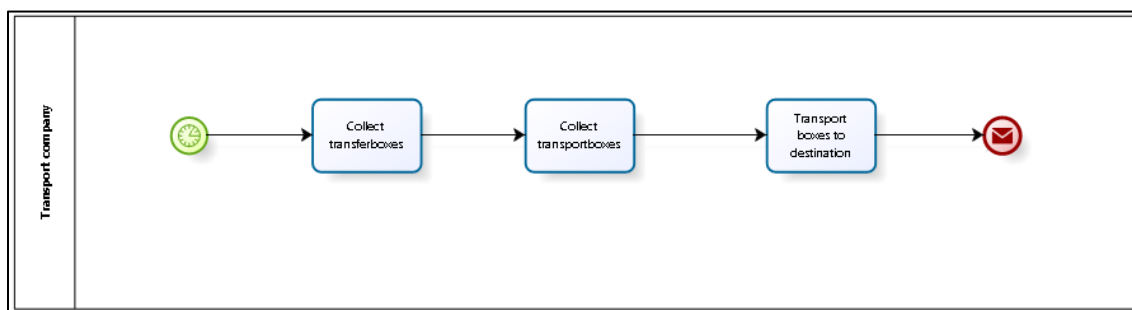 Transport company
Collect
transferboxes
Collect
transportboxes
Transport
boxes to
destination